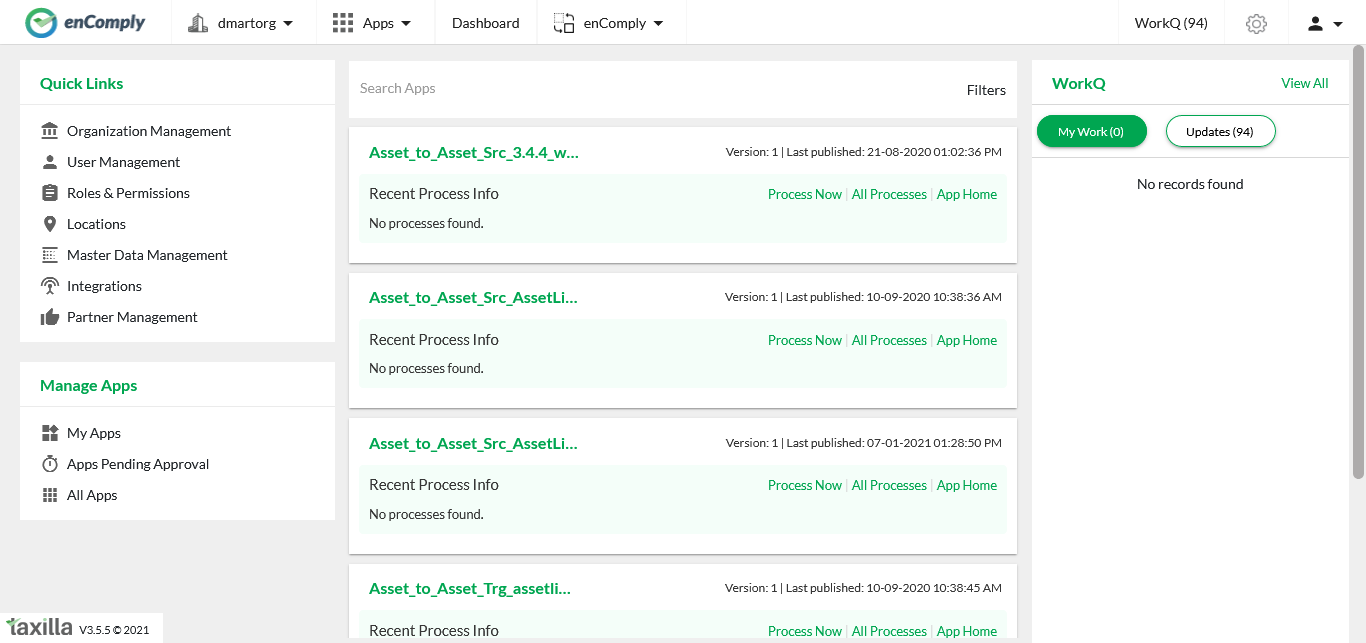 enComply
dmartorg
Apps
Dashboard
enComply
WorkQ (94)
Quick Links
Organization Management
User Management
Roles & Permissions
Locations
Master Data Management
Integrations
Partner Management
Manage Apps
My Apps
Apps Pending Approval
All Apps
taxilla V3.5.5 © 2021
Search Apps
Filters
Asset_to_Asset_Src_3.4.4_w...
Version: 1 | Last published: 21-08-2020 01:02:36 PM
Recent Process Info
Process Now | All Processes | App Home
No processes found.
Asset_to_Asset_Src_AssetLi...
Version: 1 | Last published: 10-09-2020 10:38:36 AM
Recent Process Info
Process Now | All Processes | App Home
No processes found.
Asset_to_Asset_Src_AssetLi...
Version: 1 | Last published: 07-01-2021 01:28:50 PM
Recent Process Info
Process Now | All Processes | App Home
No processes found.
Asset_to_Asset_Trg_assetli...
Version: 1 | Last published: 10-09-2020 10:38:45 AM
Recent Process Info
Process Now | All Processes | App Home
WorkQ
View All
My Work (0)
Updates (94)
No records found